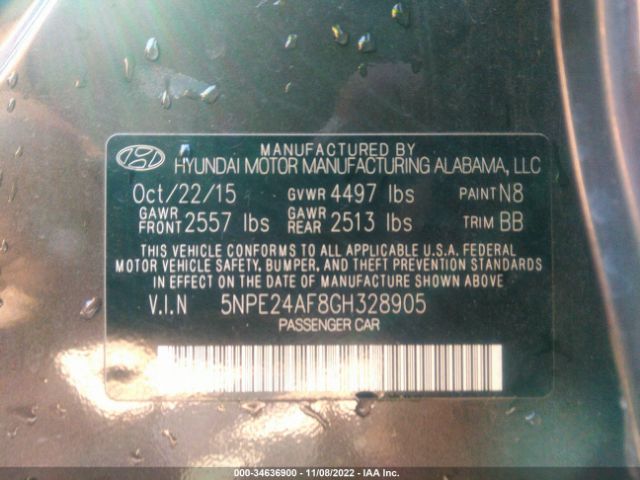 MANUFACTURED BY
HYUNDAI MOTOR MANUFACTURING ALABAMA, LLC
Oct/22/15 GVWR 4497 lbs PAINT N8
GAWR FRONT 2557 lbs GAWR REAR 2513 lbs TRIM BB
THIS VEHICLE CONFORMS TO ALL APPLICABLE U.S.A. FEDERAL
MOTOR VEHICLE SAFETY, BUMPER, AND THEFT PREVENTION STANDARDS
IN EFFECT ON THE DATE OF MANUFACTURE SHOWN ABOVE
V.I.N 5NPE24AF8GH328905
PASSENGER CAR
000-34636900 - 11/08/2022 - IAA Inc.